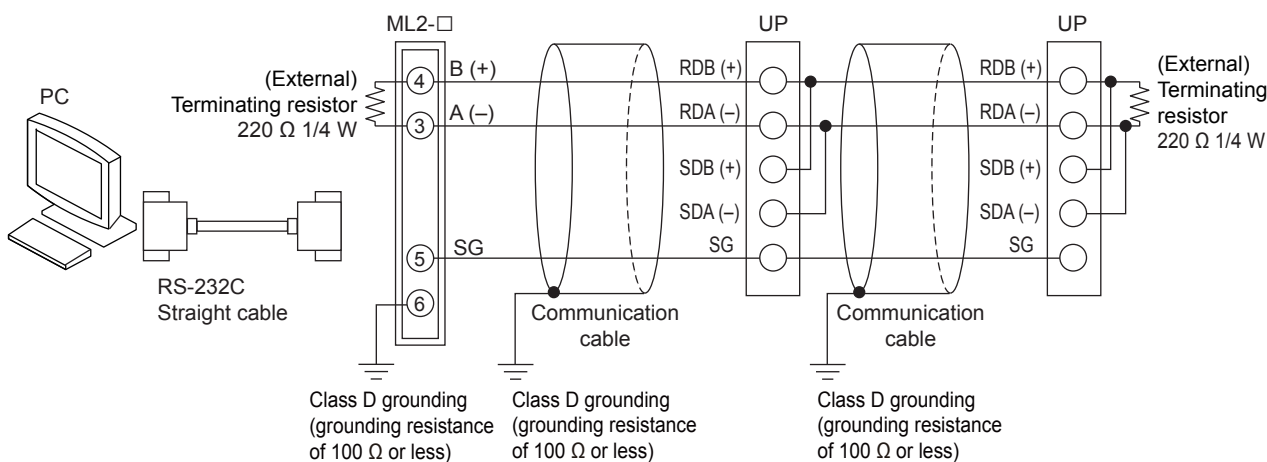 ML2-□
UP
UP
PC
(External)
Terminating resistor
220 Ω 1/4 W
4
B (+)
3
A (–)
RDB (+)
RDA (–)
SDB (+)
SDA (–)
SG
RDB (+)
RDA (–)
SDB (+)
SDA (–)
SG
(External)
Terminating
resistor
220 Ω 1/4 W
5
SG
6
RS-232C
Straight cable
Communication
cable
Communication
cable
Class D grounding
(grounding resistance
of 100 Ω or less)
Class D grounding
(grounding resistance
of 100 Ω or less)
Class D grounding
(grounding resistance
of 100 Ω or less)